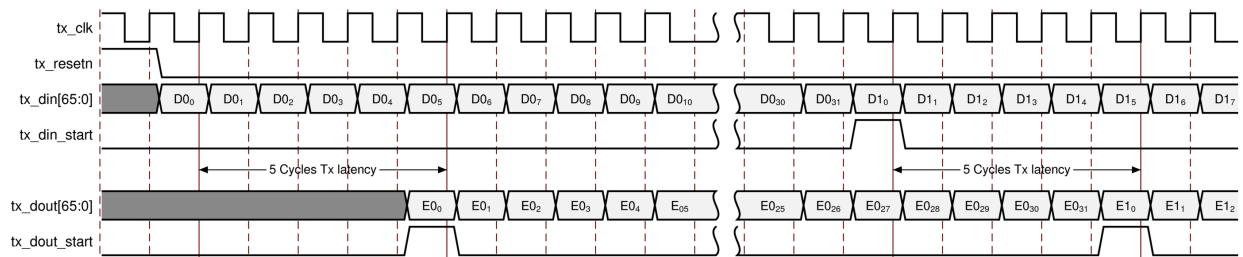 tx_clk
tx_resetn
tx_din[65:0] D0₀ D0₁ D0₂ D0₃ D0₄ D0₅ D0₆ D0₇ D0₈ D0₉ D0₁₀ D0₃₀ D0₃₁ D1₀ D1₁ D1₂ D1₃ D1₄ D1₅ D1₆ D1₇
tx_din_start
5 Cycles Tx latency 5 Cycles Tx latency
tx_dout[65:0] E0₀ E0₁ E0₂ E0₃ E0₄ E₀₅ E0₂₅ E0₂₆ E0₂₇ E0₂₈ E0₂₉ E0₃₀ E0₃₁ E1₀ E1₁ E1₂
tx_dout_start